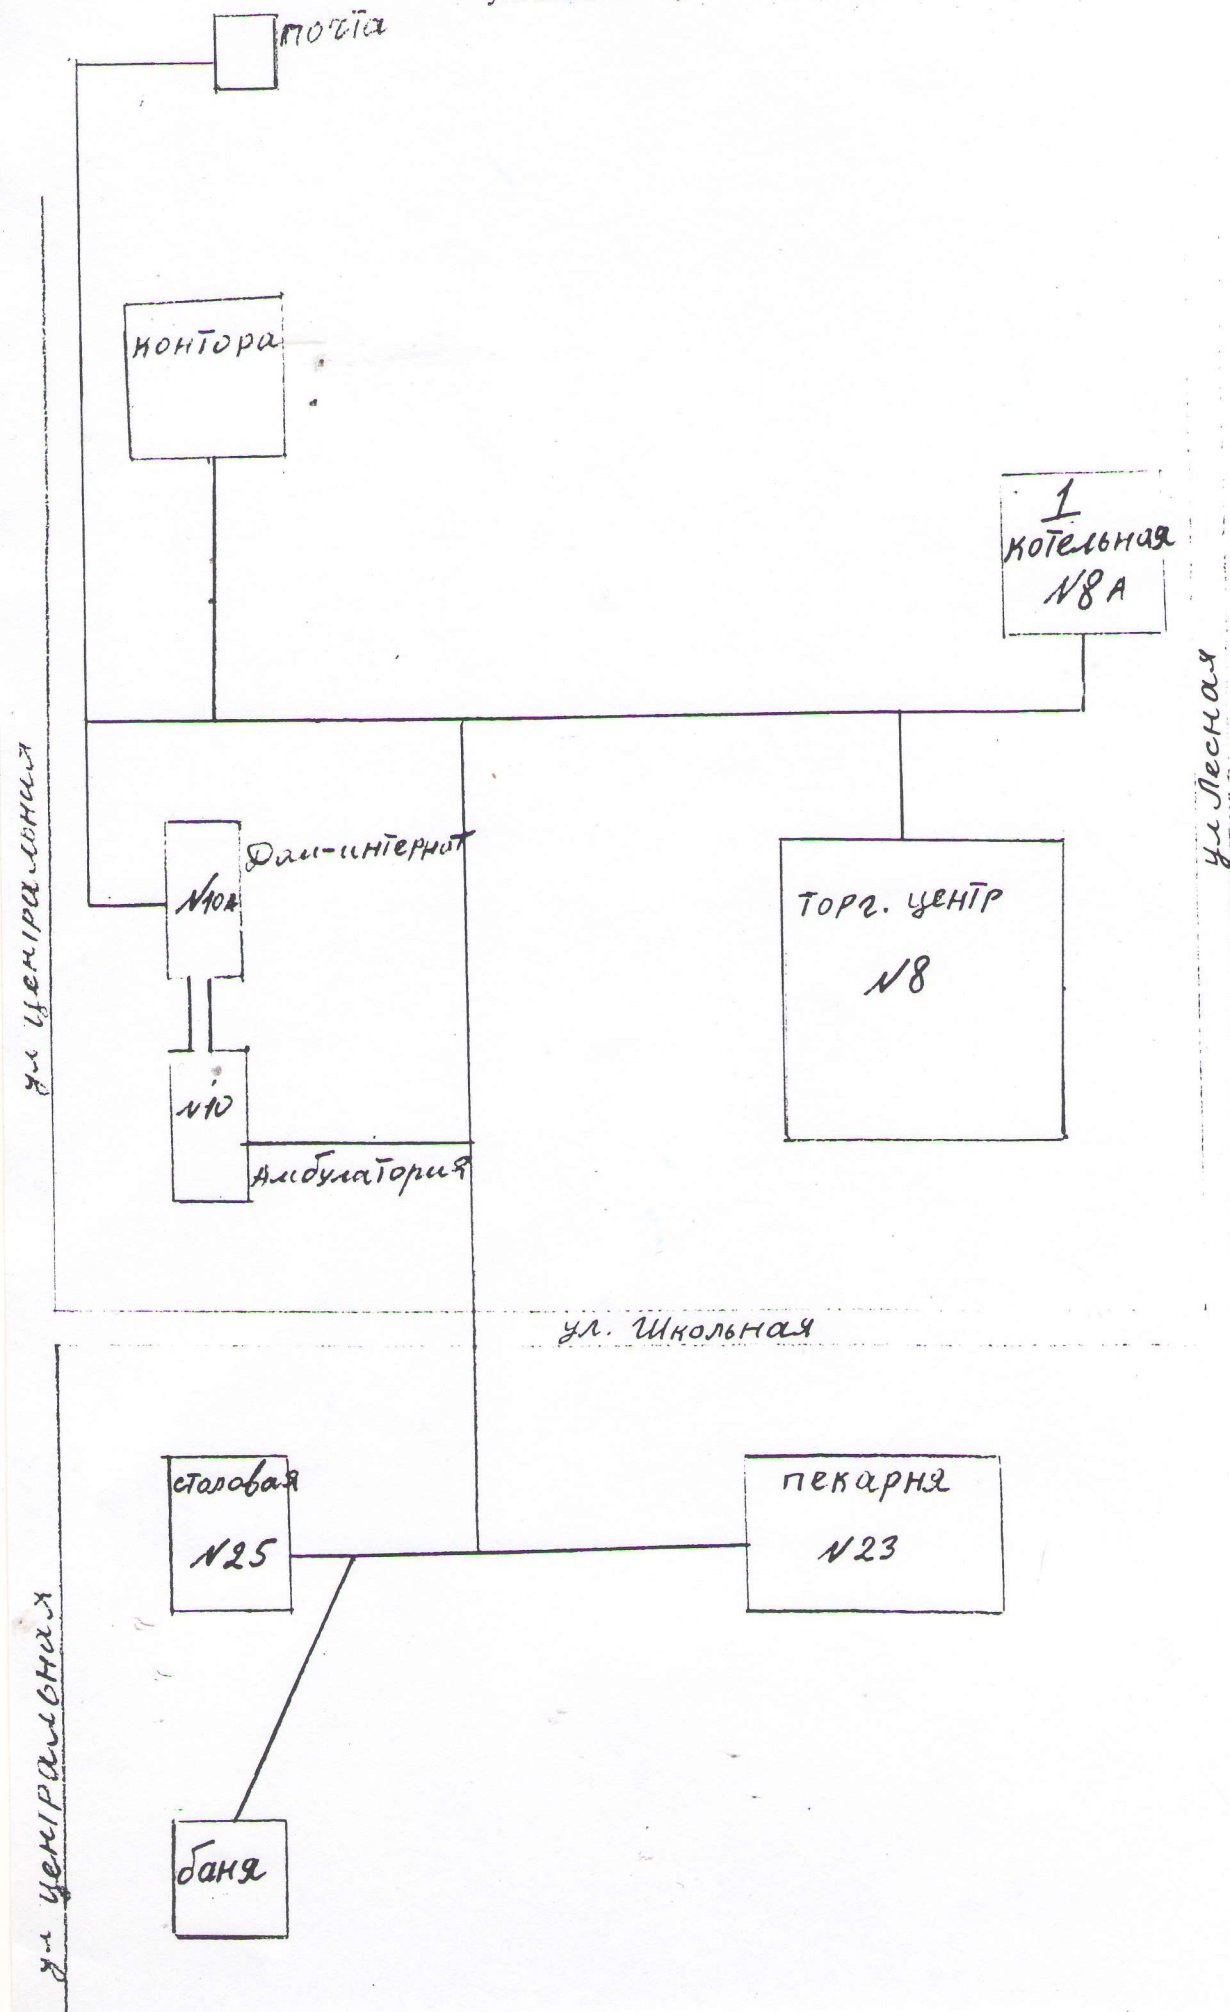 почта
контора
1
котельная
N8А
ул Лесная
ул центральная
Дом-интернат
N10А
торг. центр
N8
N10
Амбулатория
ул. Школьная
столовая
N25
пекарня
N23
ул центральная
баня